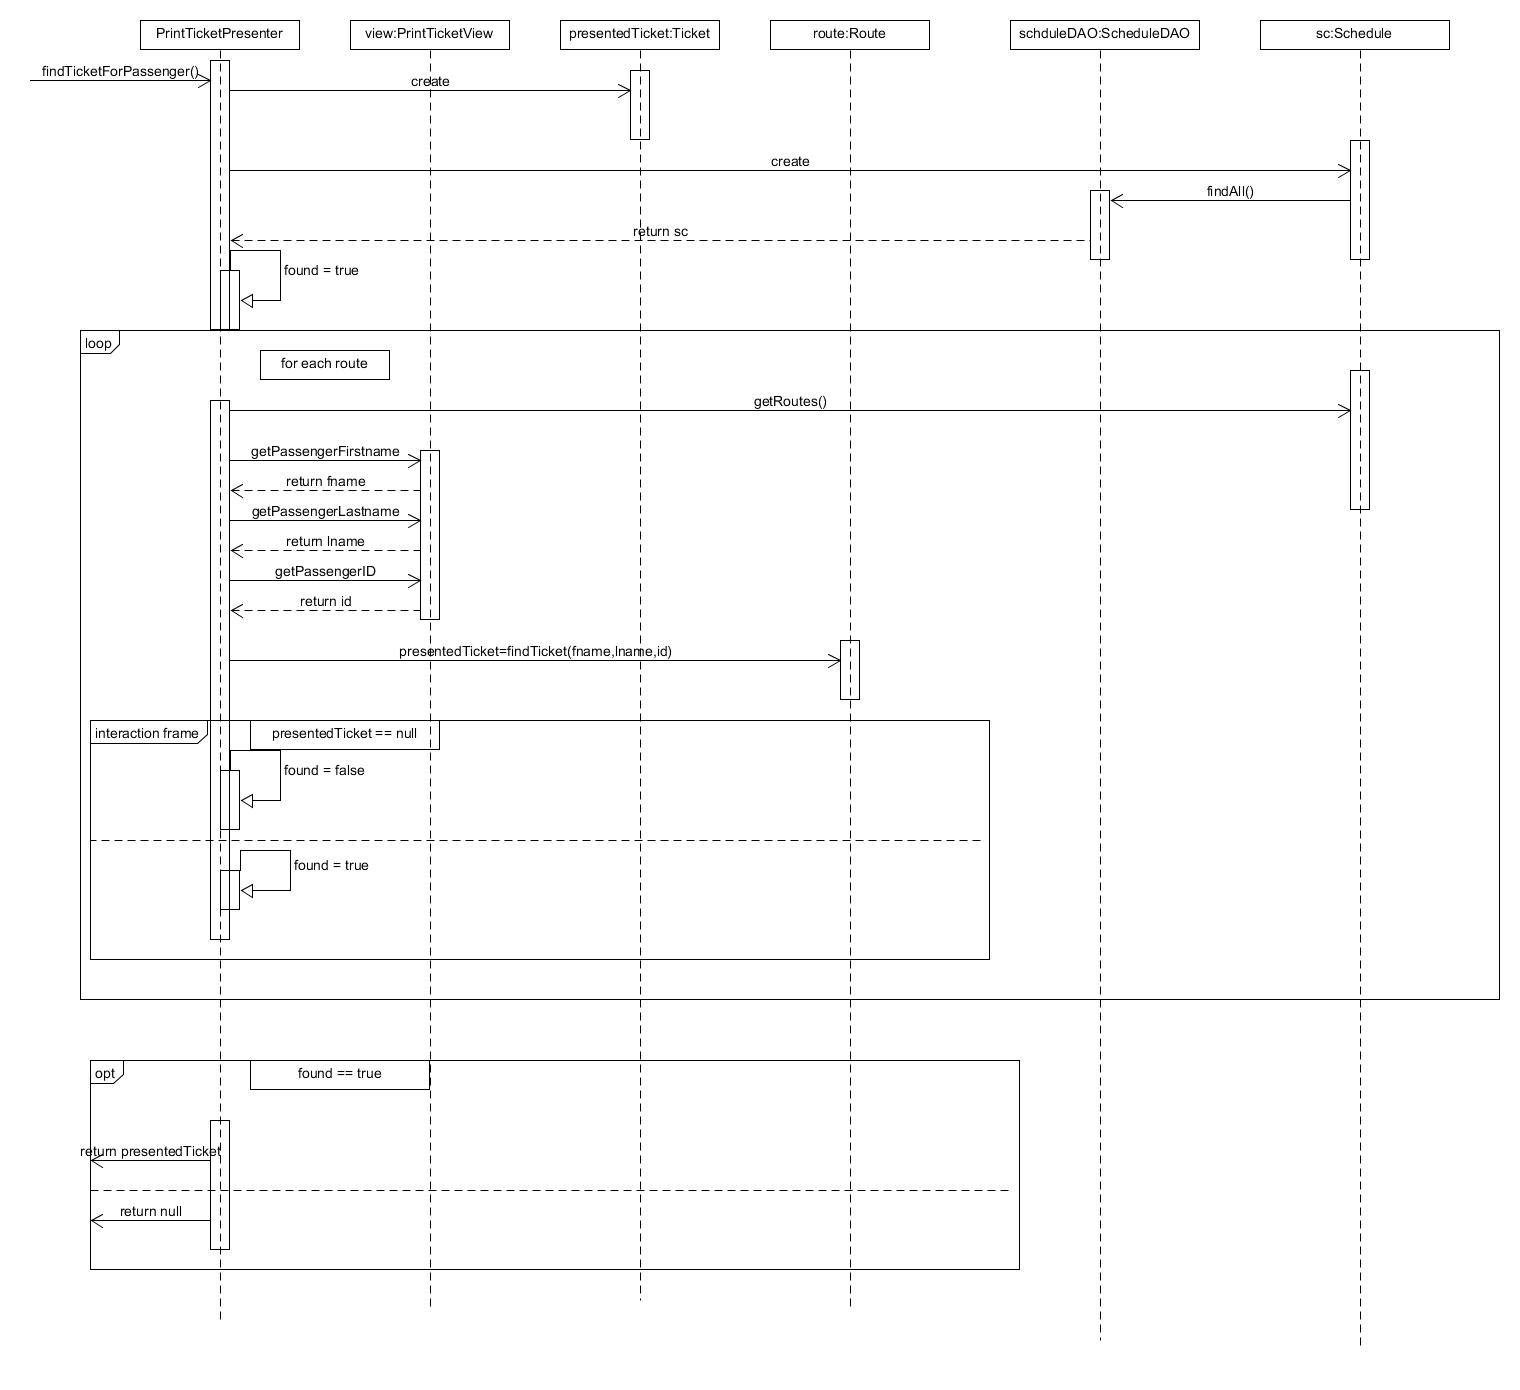 PrintTicketPresenter
view:PrintTicketView
presentedTicket:Ticket
route:Route
schduleDAO:ScheduleDAO
sc:Schedule
findTicketForPassenger()
create
create
findAll()
return sc
found = true
loop
for each route
getRoutes()
getPassengerFirstname
return fname
getPassengerLastname
return lname
getPassengerID
return id
presentedTicket=findTicket(fname,lname,id)
interaction frame
presentedTicket == null
found = false
found = true
opt
found == true
return presentedTicket
return null